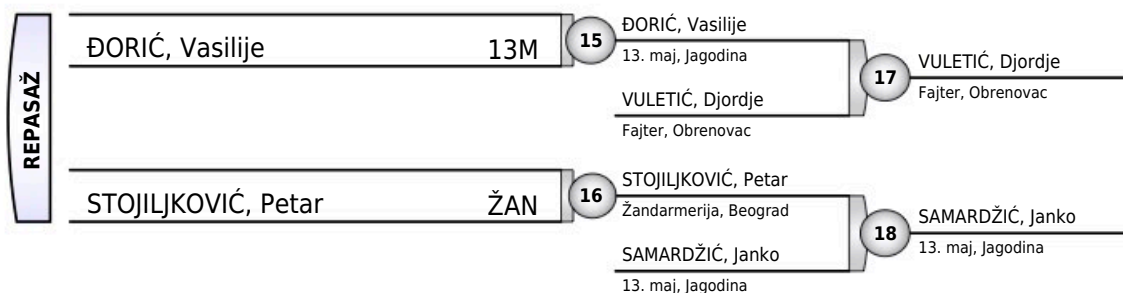 REPASAŽ
ĐORIĆ, Vasilije 13M
15
ĐORIĆ, Vasilije
13. maj, Jagodina
VULETIĆ, Djordje
Fajter, Obrenovac
17
VULETIĆ, Djordje
Fajter, Obrenovac
STOJILJKOVIĆ, Petar ŽAN
16
STOJILJKOVIĆ, Petar
Žandarmerija, Beograd
SAMARDŽIĆ, Janko
13. maj, Jagodina
18
SAMARDŽIĆ, Janko
13. maj, Jagodina